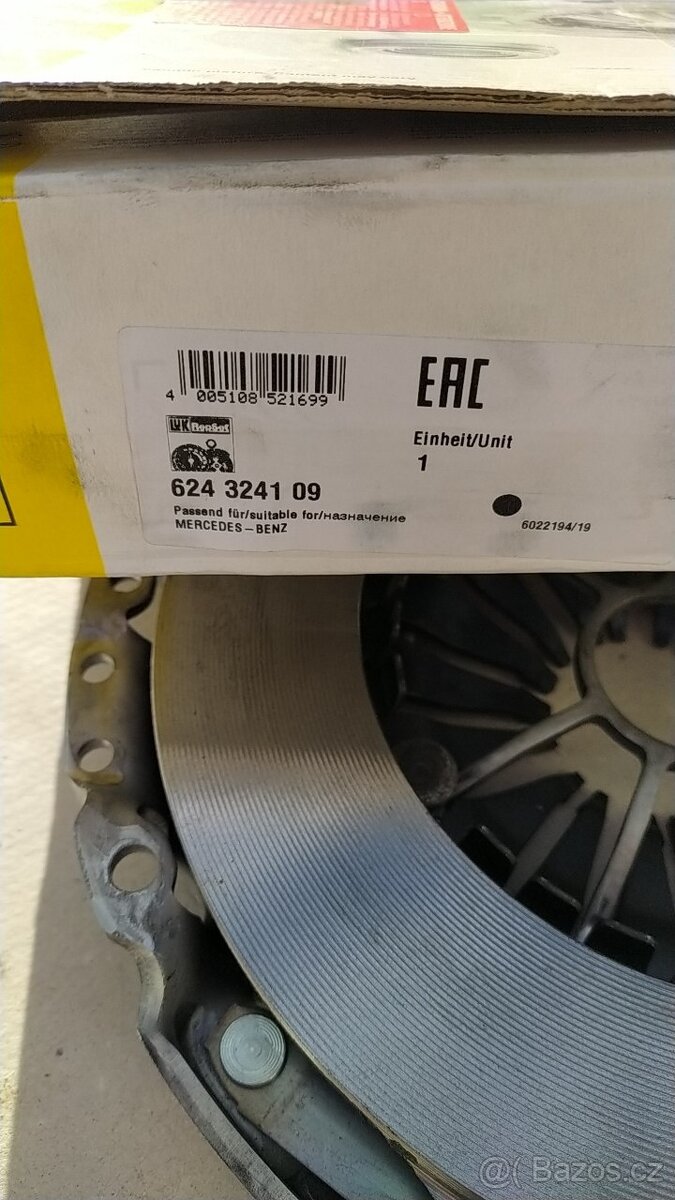 EAC
4 005108 521699
Einheit/Unit
1
LUK RepSet
624 3241 09
Passend für/suitable for/назначение
MERCEDES-BENZ
6022194/19
@( Bazos.cz